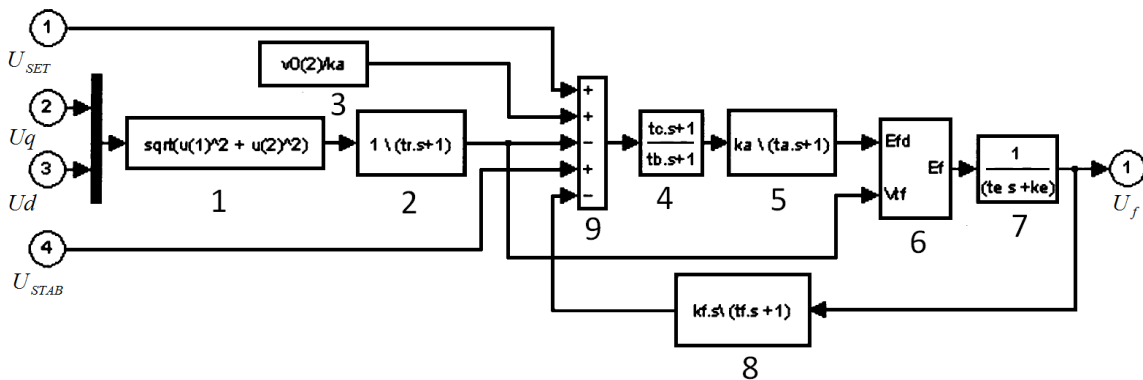 1
U_SET
v0(2)/ka
3
2
Uq
3
Ud
sqrt(u(1)^2 + u(2)^2)
1
1 \ (tr.s+1)
2
+
+
−
+
−
9
tc.s+1
tb.s+1
4
ka \ (ta.s+1)
5
Efd
Ef
Vtf
6
1
(te s +ke)
7
1
U_f
4
U_STAB
kf.s\ (tf.s +1)
8